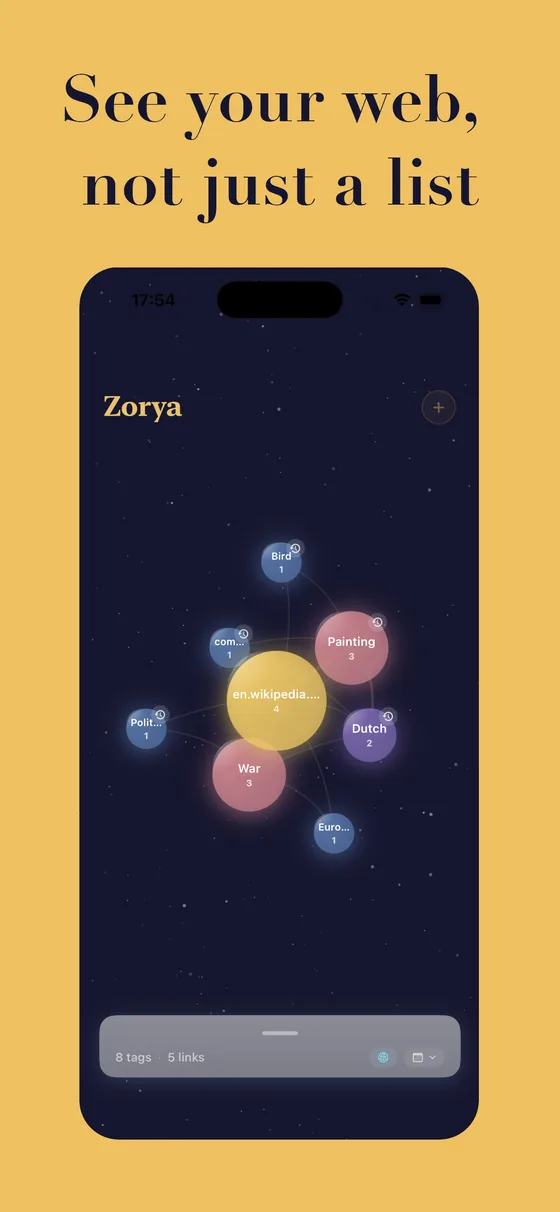 See your web,
not just a list
17:54
Zorya
Bird
1
com...
1
Painting
3
en.wikipedia....
4
Polit...
1
Dutch
2
War
3
Euro...
1
8 tags · 5 links